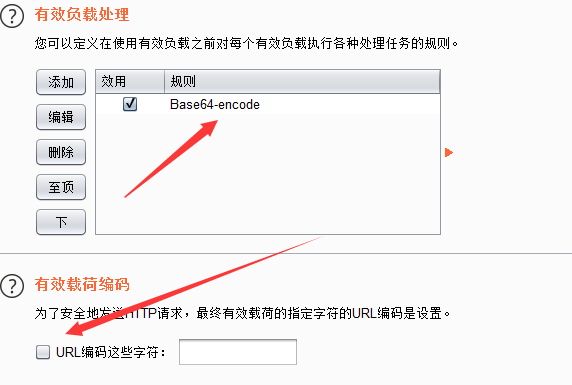 有效负载处理
您可以定义在使用有效负载之前对每个有效负载执行各种处理任务的规则。
添加
效用 规则
Base64-encode
编辑
删除
至顶
下
有效载荷编码
为了安全地发送HTTP请求，最终有效载荷的指定字符的URL编码是设置。
URL编码这些字符：